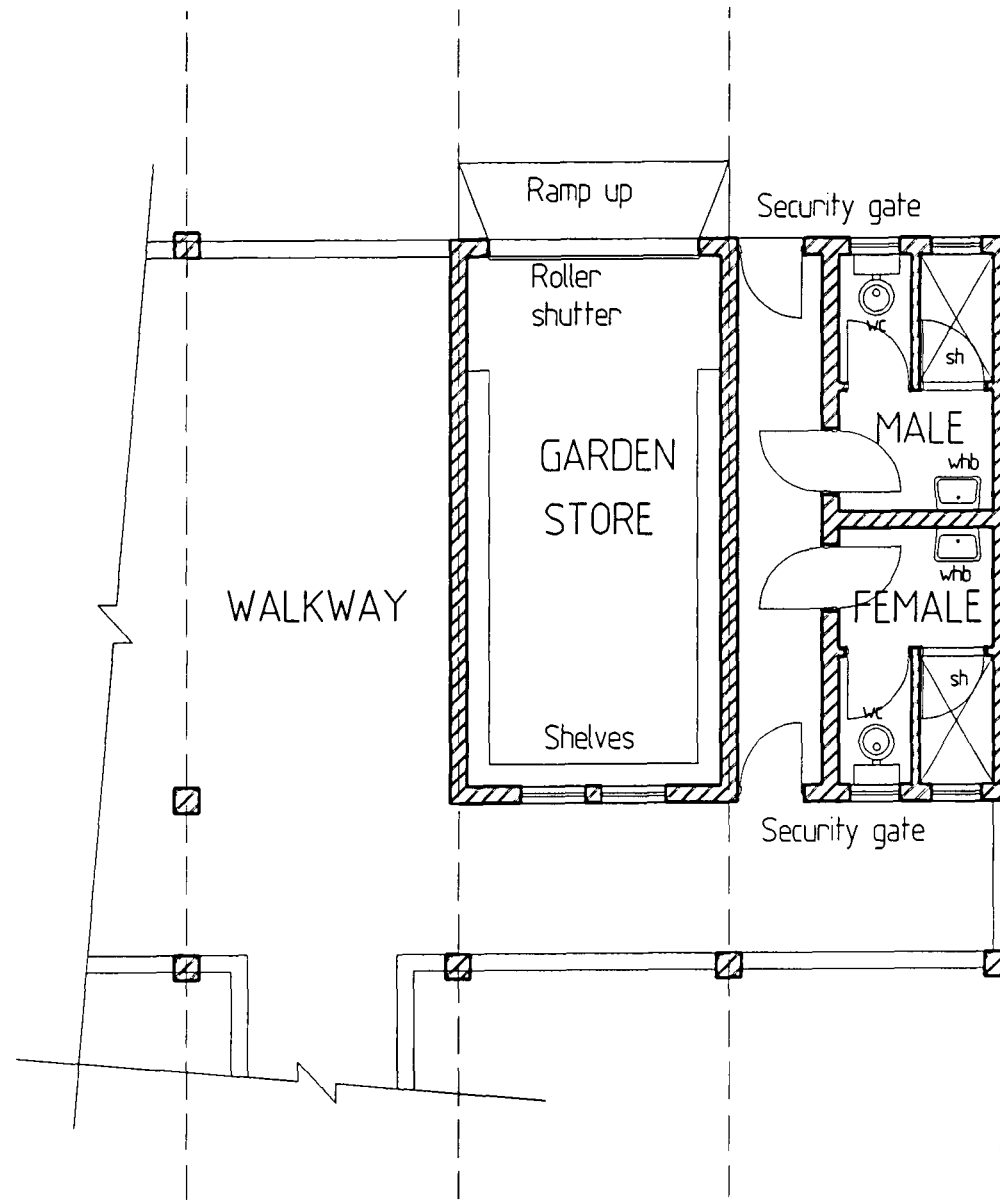 Ramp up
Security gate
Roller
shutter
wc
sh
GARDEN
STORE
MALE
whb
whb
WALKWAY
FEMALE
sh
wc
Shelves
Security gate